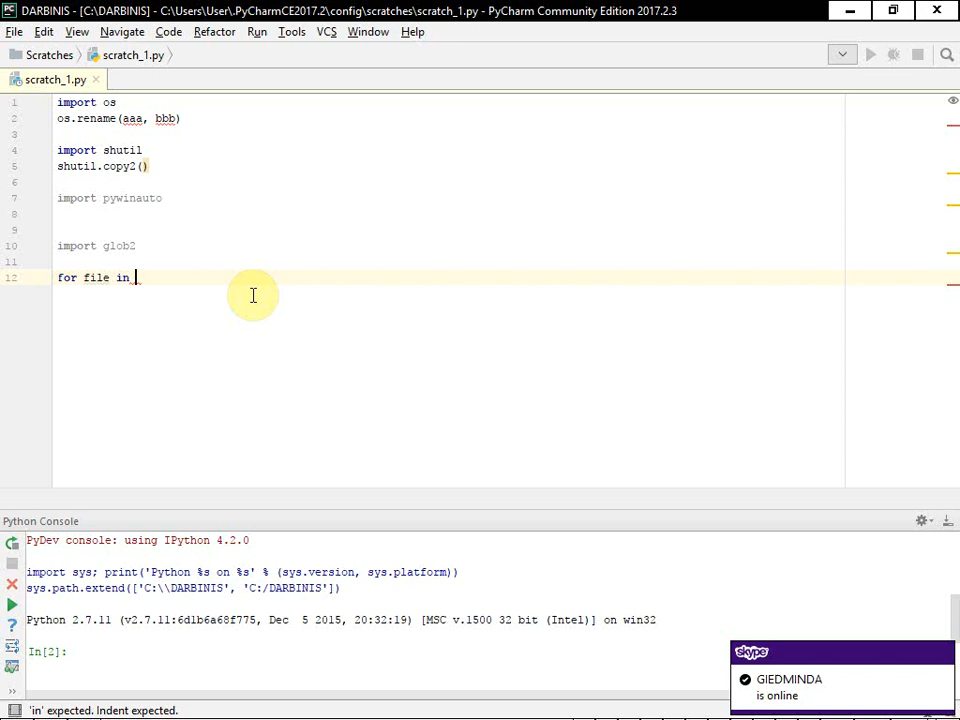 PC DARBINIS - [C:\DARBINIS] - C:\Users\User\.PyCharmCE2017.2\config\scratches\scratch_1.py - PyCharm Community Edition 2017.2.3
File Edit View Navigate Code Refactor Run Tools VCS Window Help
Scratches scratch_1.py
scratch_1.py
1 import os
2 os.rename(aaa, bbb)
3
4 import shutil
5 shutil.copy2()
6
7 import pywinauto
8
9
10 import glob2
11
12 for file in
Python Console
PyDev console: using IPython 4.2.0
import sys; print('Python %s on %s' % (sys.version, sys.platform))
sys.path.extend(['C:\\DARBINIS', 'C:/DARBINIS'])
Python 2.7.11 (v2.7.11:6d1b6a68f775, Dec  5 2015, 20:32:19) [MSC v.1500 32 bit (Intel)] on win32
In[2]:
skype
GIEDMINDA
is online
'in' expected. Indent expected.